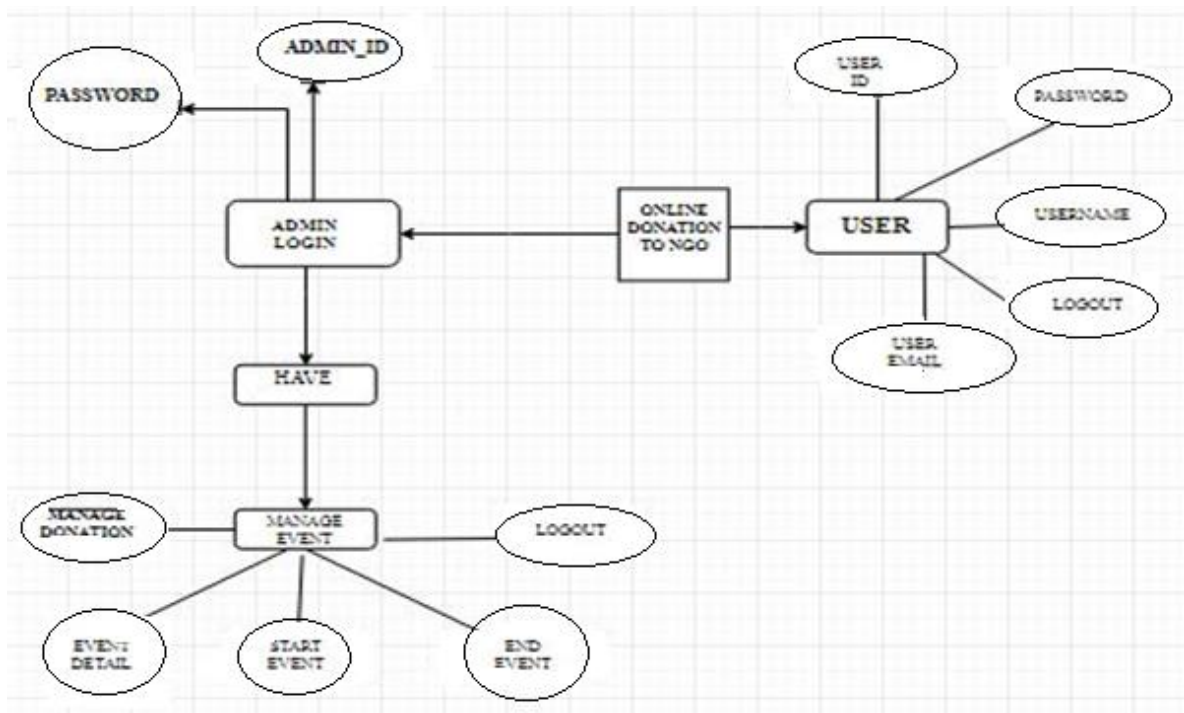 ADMIN_ID
PASSWORD
USER
ID
PASSWORD
ADMIN
LOGIN
ONLINE
DONATION
TO NGO
USER
USERNAME
LOGOUT
USER
EMAIL
HAVE
MANAGE
DONATION
MANAGE
EVENT
LOGOUT
EVENT
DETAIL
START
EVENT
END
EVENT